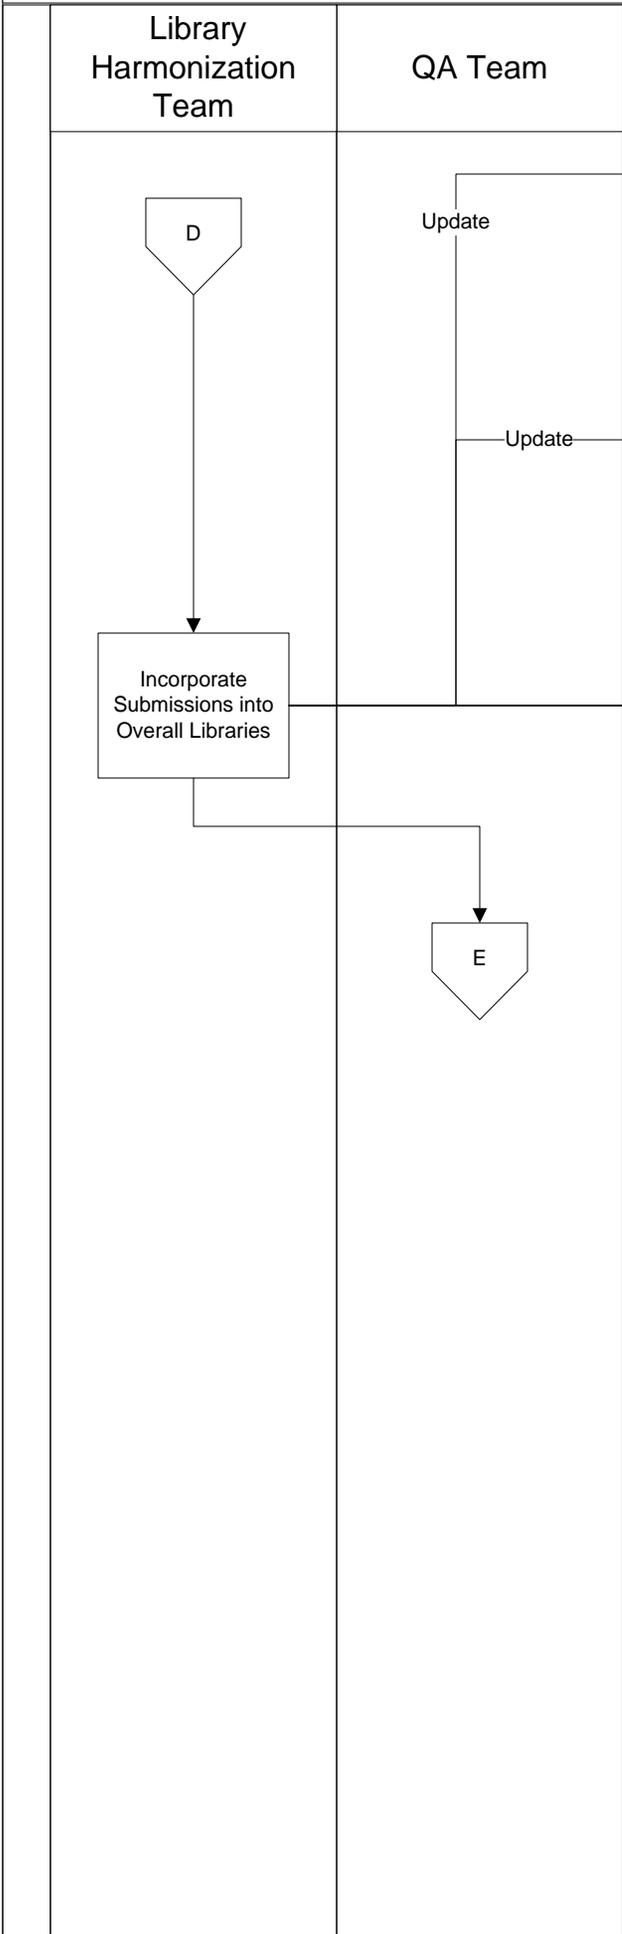 Library
Harmonization
Team
QA Team
D
Update
Update
Incorporate
Submissions into
Overall Libraries
E